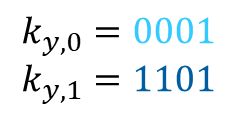 k_{y,0} = 0001
k_{y,1} = 1101